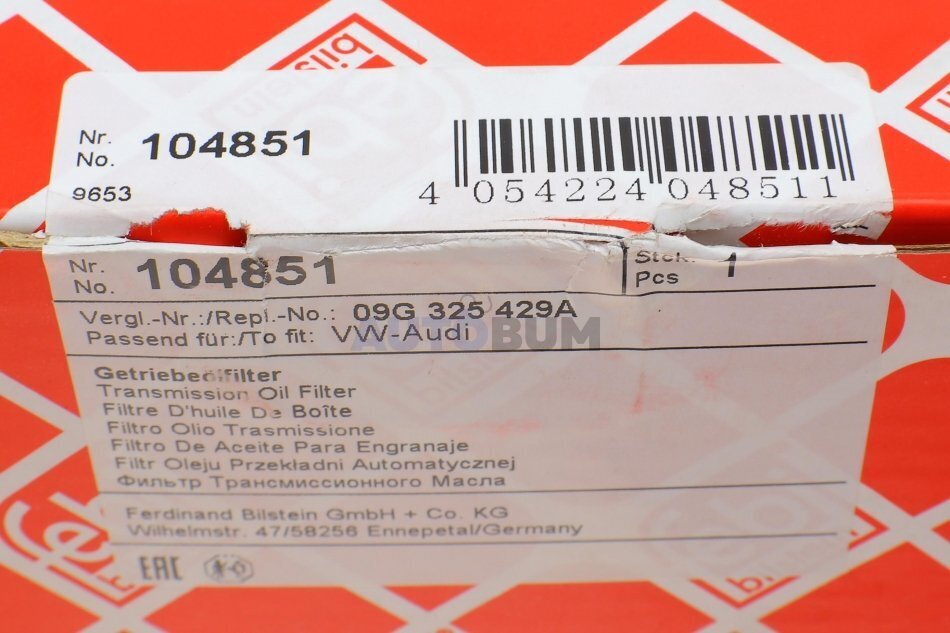 bilstein
Nr.
No. 104851
9653
4 054224 048511
Nr.
No. 104851
Stck.
Pcs 1
Vergl.-Nr.:/Repl.-No.: 09G 325 429A
Passend für:/To fit: VW-Audi
AUTOBUM
Getriebeölfilter
Transmission Oil Filter
Filtre D'huile De Boîte
Filtro Olio Trasmissione
Filtro De Aceite Para Engranaje
Filtr Oleju Przekładni Automatycznej
Фильтр Трансмиссионного Масла
Ferdinand Bilstein GmbH + Co. KG
Wilhelmstr. 47/58256 Ennepetal/Germany
EAC
febi